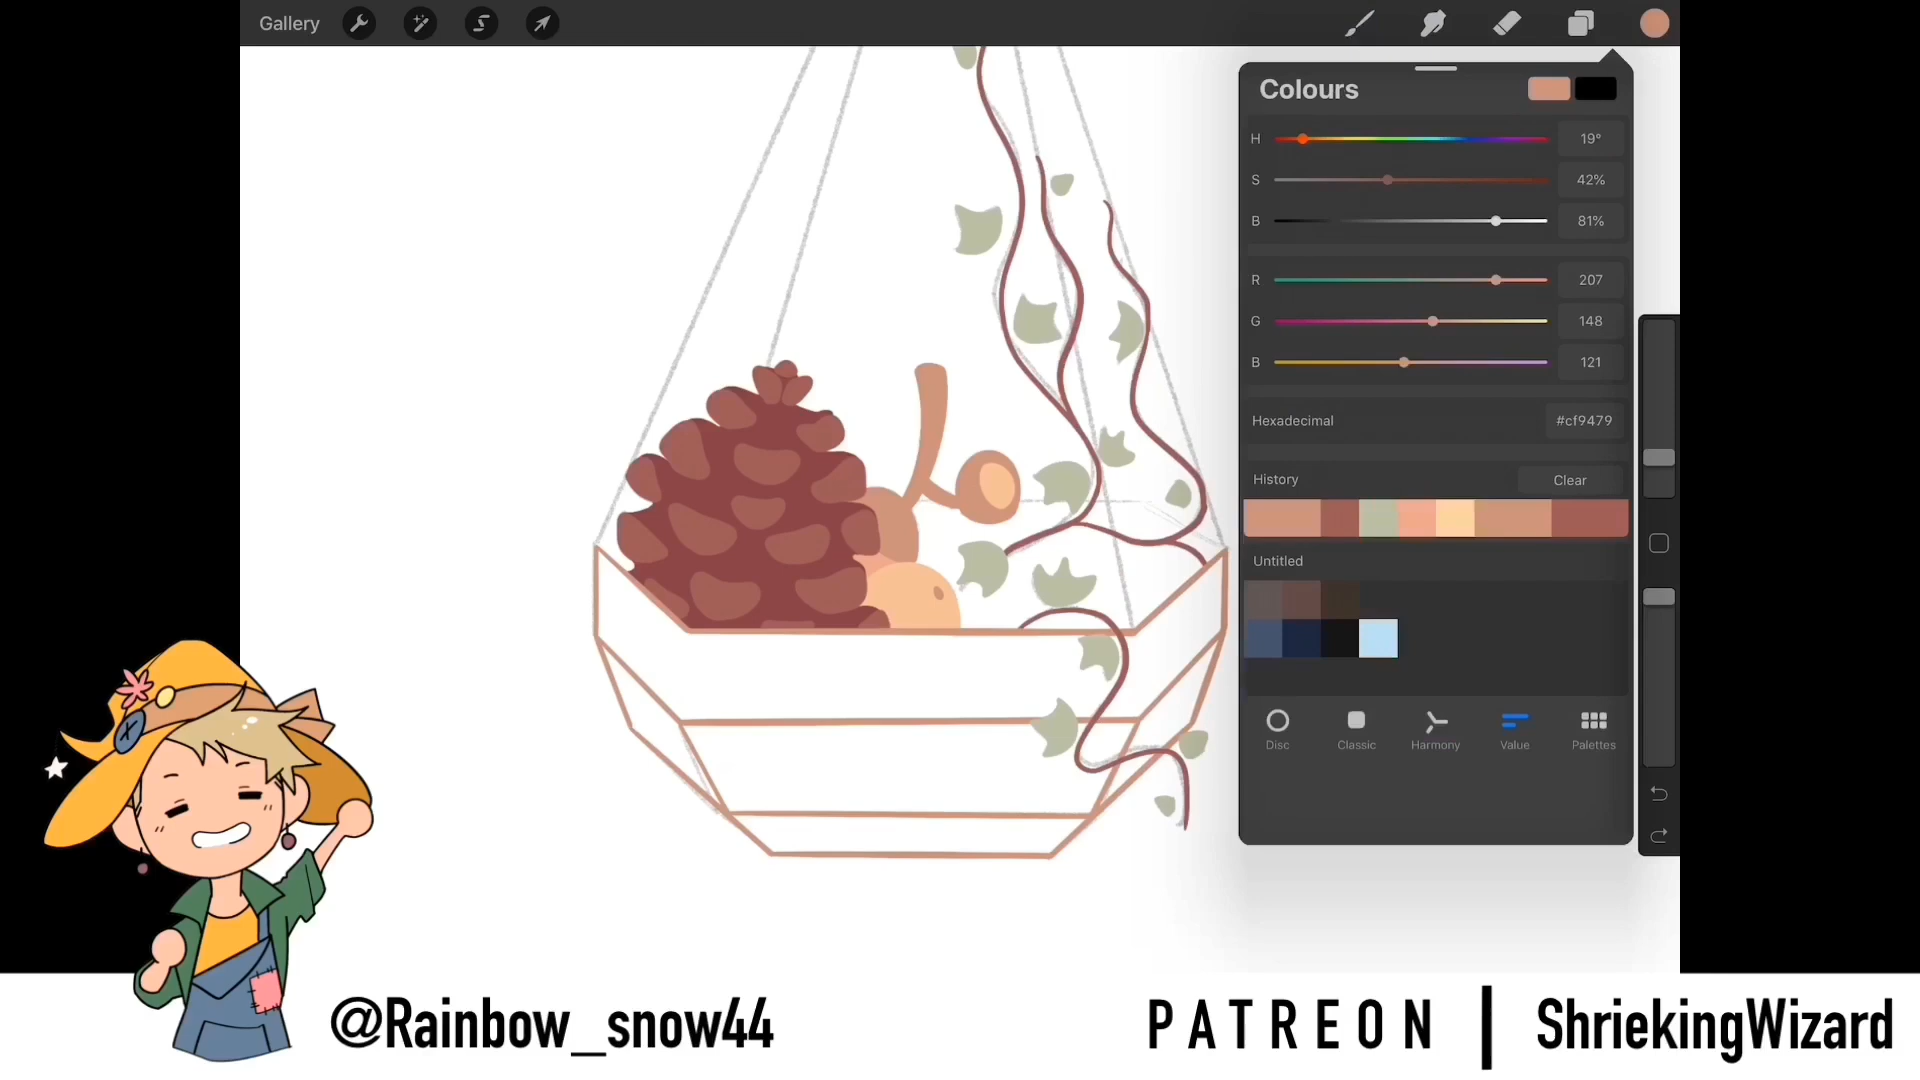 Gallery
Colours
H 19°
S 42%
B 81%
R 207
G 148
B 121
Hexadecimal #cf9479
History Clear
Untitled
Disc Classic Harmony Value Palettes
@Rainbow_snow44 PATREON | ShriekingWizard